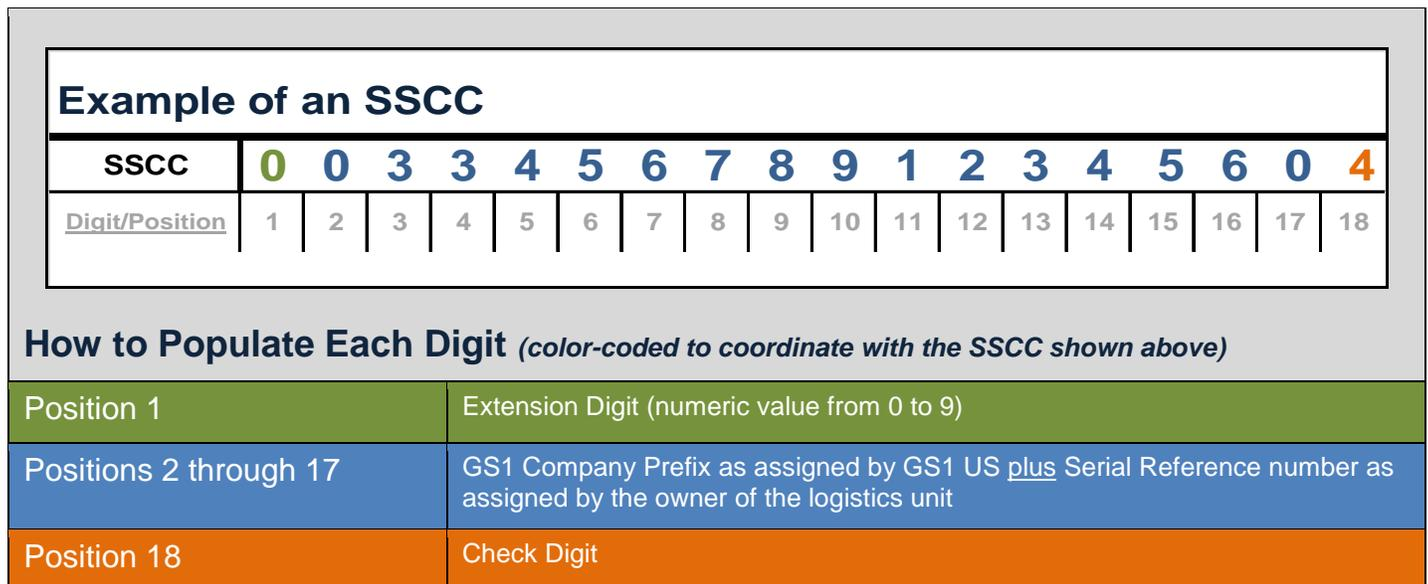 Example of an SSCC
SSCC 0 0 3 3 4 5 6 7 8 9 1 2 3 4 5 6 0 4
Digit/Position 1 2 3 4 5 6 7 8 9 10 11 12 13 14 15 16 17 18
How to Populate Each Digit (color-coded to coordinate with the SSCC shown above)
Position 1 Extension Digit (numeric value from 0 to 9)
Positions 2 through 17 GS1 Company Prefix as assigned by GS1 US plus Serial Reference number as
assigned by the owner of the logistics unit
Position 18 Check Digit